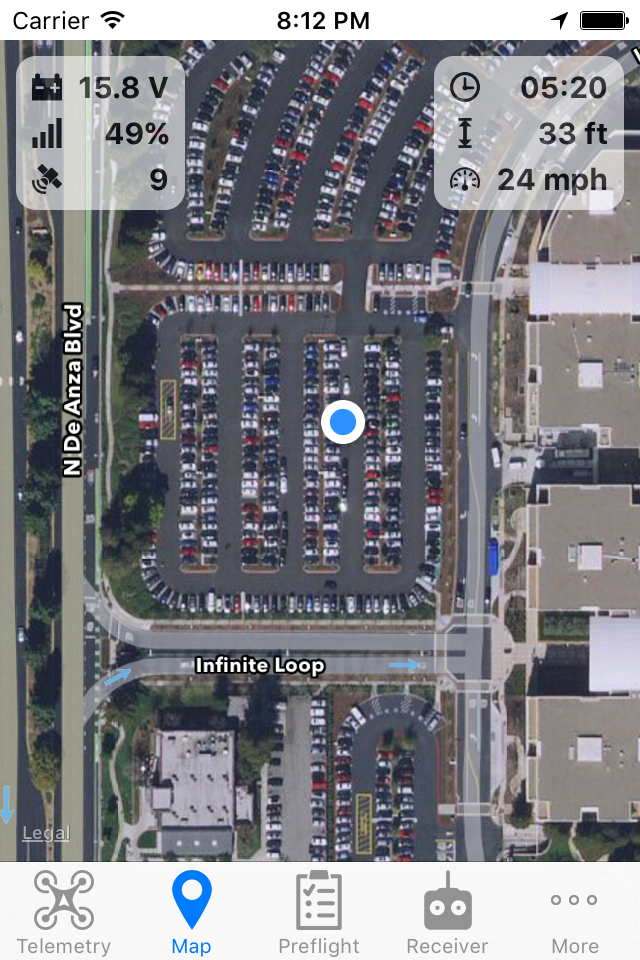 Carrier 8:12 PM
15.8 V
49%
9
05:20
33 ft
24 mph
N De Anza Blvd
Infinite Loop
Legal
Telemetry Map Preflight Receiver More